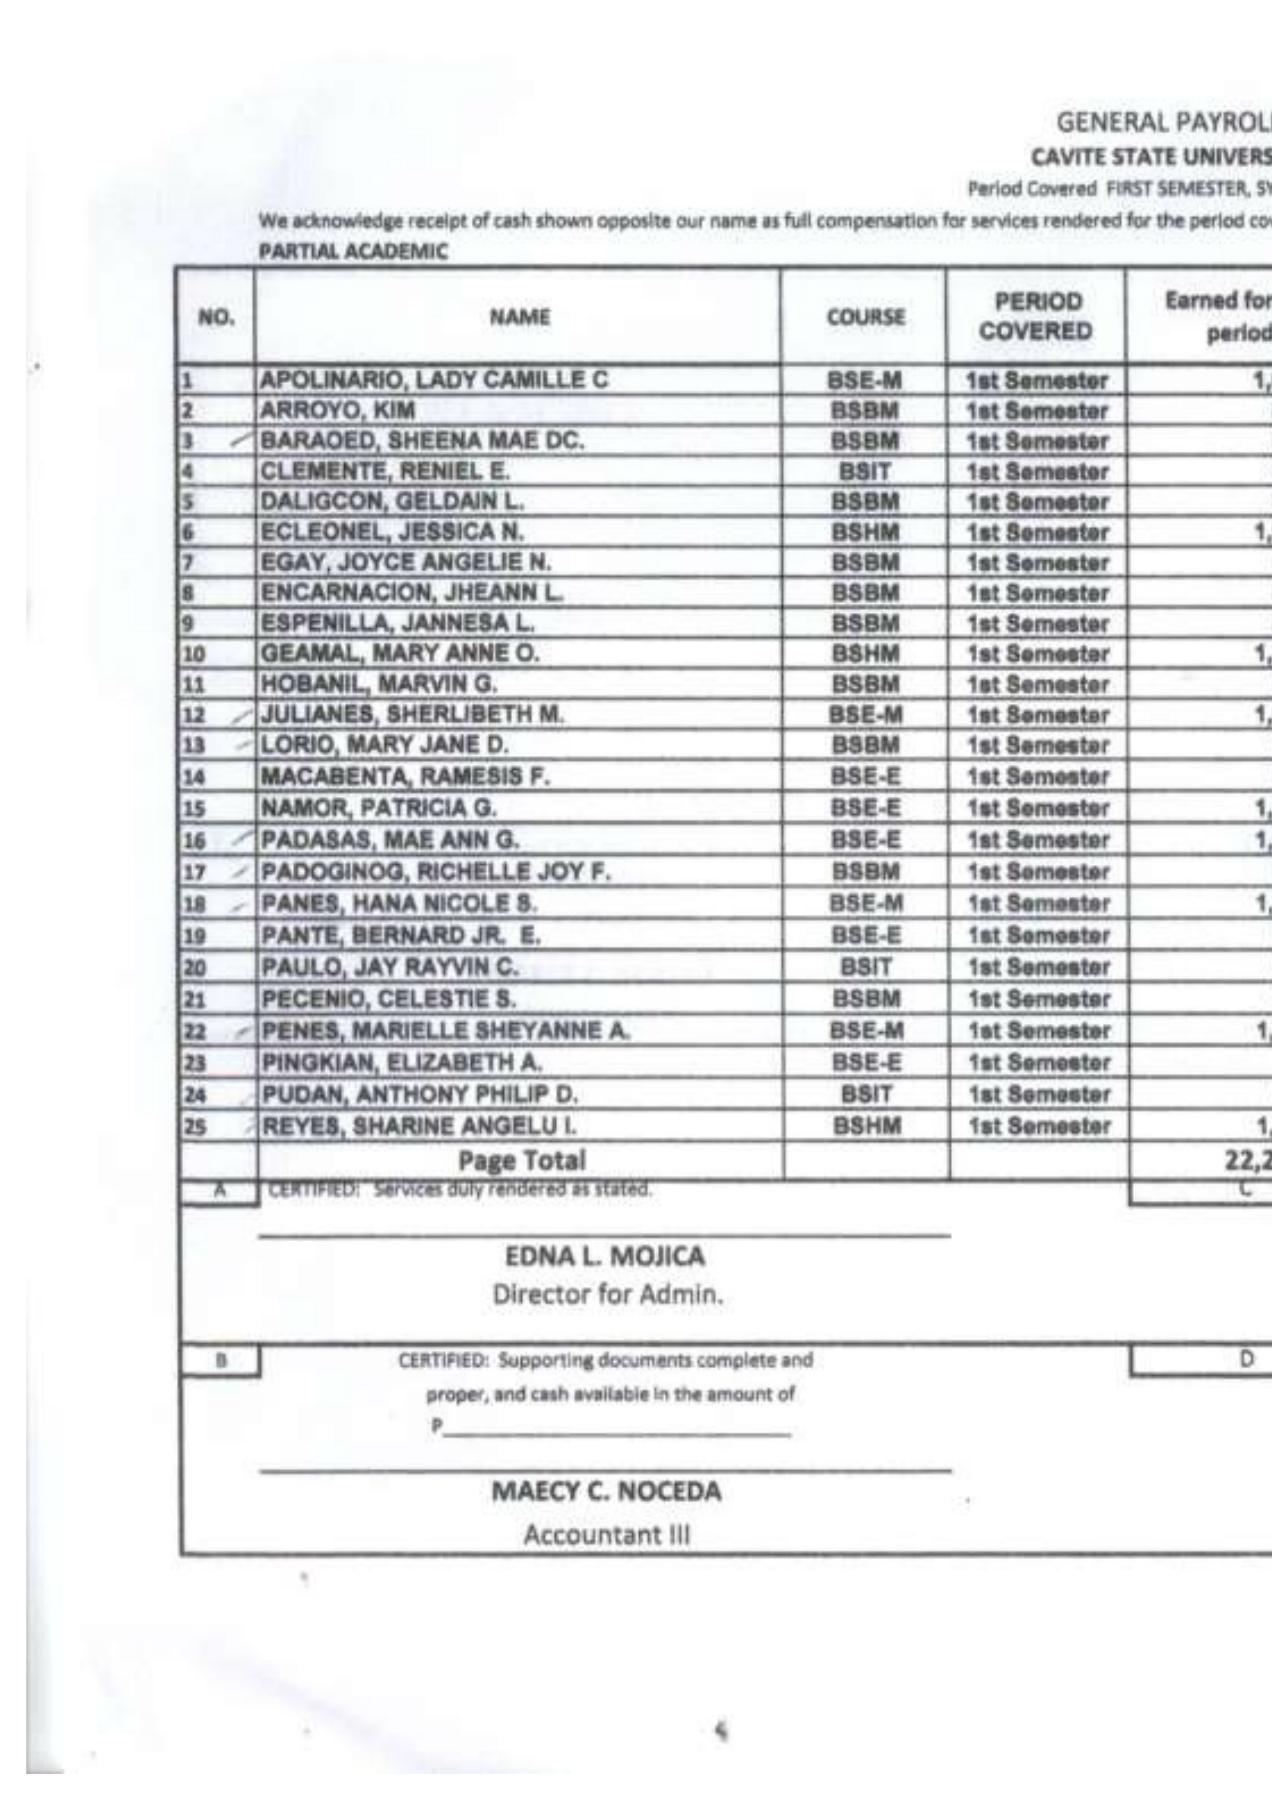 GENERAL PAYROLL
CAVITE STATE UNIVERS
Period Covered FIRST SEMESTER, SY
We acknowledge receipt of cash shown opposite our name as full compensation for services rendered for the period cov
PARTIAL ACADEMIC
NO. NAME COURSE PERIOD COVERED Earned for period
1 APOLINARIO, LADY CAMILLE C BSE-M 1st Semester 1,
2 ARROYO, KIM BSBM 1st Semester
3 BARAOED, SHEENA MAE DC. BSBM 1st Semester
4 CLEMENTE, RENIEL E. BSIT 1st Semester
5 DALIGCON, GELDAIN L. BSBM 1st Semester
6 ECLEONEL, JESSICA N. BSHM 1st Semester 1,
7 EGAY, JOYCE ANGELIE N. BSBM 1st Semester
8 ENCARNACION, JHEANN L. BSBM 1st Semester
9 ESPENILLA, JANNESA L. BSBM 1st Semester
10 GEAMAL, MARY ANNE O. BSHM 1st Semester 1,
11 HOBANIL, MARVIN G. BSBM 1st Semester
12 JULIANES, SHERLIBETH M. BSE-M 1st Semester 1,
13 LORIO, MARY JANE D. BSBM 1st Semester
14 MACABENTA, RAMESIS F. BSE-E 1st Semester
15 NAMOR, PATRICIA G. BSE-E 1st Semester 1,
16 PADASAS, MAE ANN G. BSE-E 1st Semester 1,
17 PADOGINOG, RICHELLE JOY F. BSBM 1st Semester
18 PANES, HANA NICOLE S. BSE-M 1st Semester 1,
19 PANTE, BERNARD JR. E. BSE-E 1st Semester
20 PAULO, JAY RAYVIN C. BSIT 1st Semester
21 PECENIO, CELESTIE S. BSBM 1st Semester
22 PENES, MARIELLE SHEYANNE A. BSE-M 1st Semester 1,
23 PINGKIAN, ELIZABETH A. BSE-E 1st Semester
24 PUDAN, ANTHONY PHILIP D. BSIT 1st Semester
25 REYES, SHARINE ANGELU I. BSHM 1st Semester 1,
Page Total 22,2
A CERTIFIED: Services duly rendered as stated. C
EDNA L. MOJICA
Director for Admin.
B CERTIFIED: Supporting documents complete and D
proper, and cash available in the amount of
P
MAECY C. NOCEDA
Accountant III